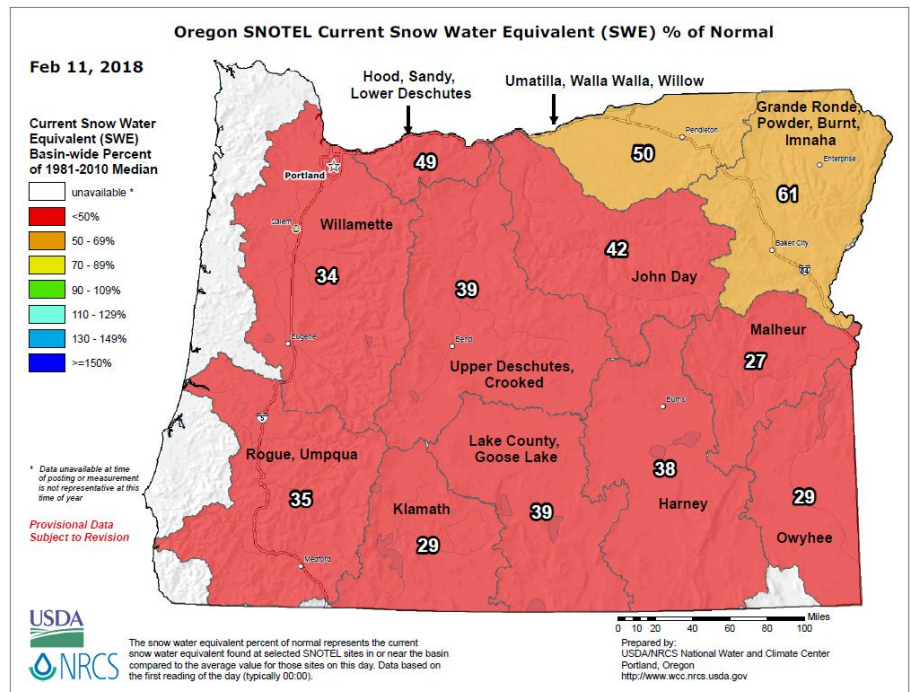 Oregon SNOTEL Current Snow Water Equivalent (SWE) % of Normal
Feb 11, 2018
Current Snow Water
Equivalent (SWE)
Basin-wide Percent
of 1981-2010 Median
unavailable *
<50%
50 - 69%
70 - 89%
90 - 109%
110 - 129%
130 - 149%
>=150%
Hood, Sandy,
Lower Deschutes
Umatilla, Walla Walla, Willow
Grande Ronde,
Powder, Burnt,
Imnaha
Pendleton
Enterprise
50
61
49
Portland
Salem
Willamette
34
39
42
John Day
Baker City
84
Malheur
27
Eugene
Bend
Upper Deschutes,
Crooked
Burns
5
Rogue, Umpqua
35
Lake County,
Goose Lake
39
38
Harney
Klamath
29
29
Owyhee
Medford
* Data unavailable at time
of posting or measurement
is not representative at this
time of year
Provisional Data
Subject to Revision
USDA
NRCS
The snow water equivalent percent of normal represents the current
snow water equivalent found at selected SNOTEL sites in or near the basin
compared to the average value for those sites on this day. Data based on
the first reading of the day (typically 00:00).
Miles
0 10 20 40 60 80 100
Prepared by:
USDA/NRCS National Water and Climate Center
Portland, Oregon
http://www.wcc.nrcs.usda.gov